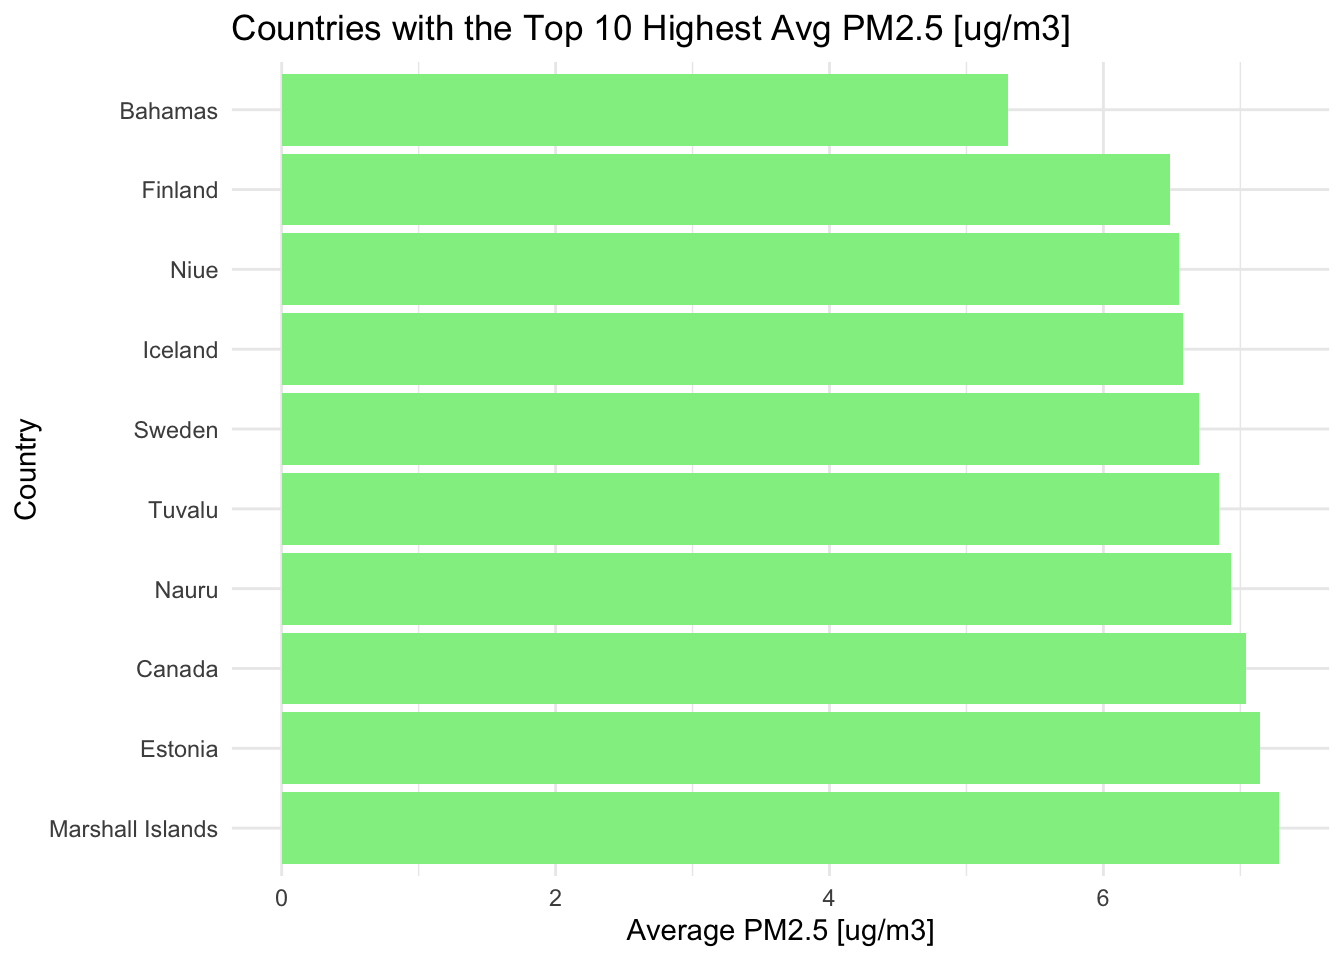 Countries with the Top 10 Highest Avg PM2.5 [ug/m3]
Country
Bahamas
Finland
Niue
Iceland
Sweden
Tuvalu
Nauru
Canada
Estonia
Marshall Islands
0 2 4 6
Average PM2.5 [ug/m3]